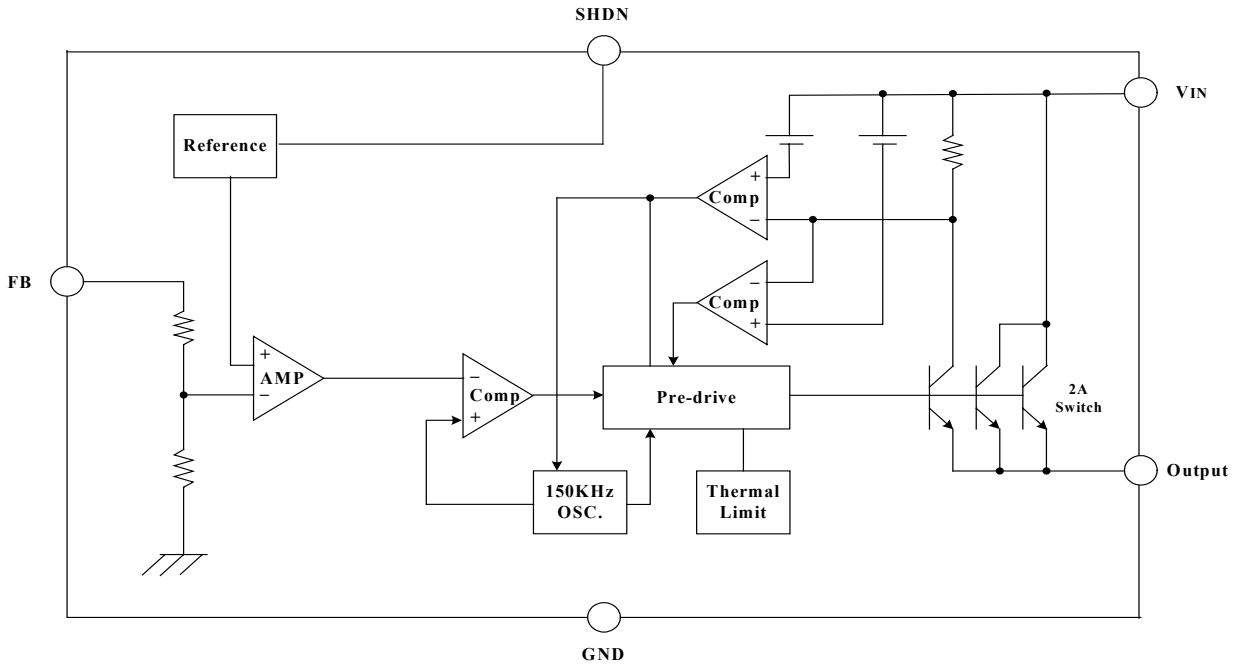 SHDN
VIN
Reference
+
Comp
−
FB
−
Comp
+
+
AMP
−
−
Comp
+
Pre-drive
2A
Switch
150KHz
OSC.
Thermal
Limit
Output
GND